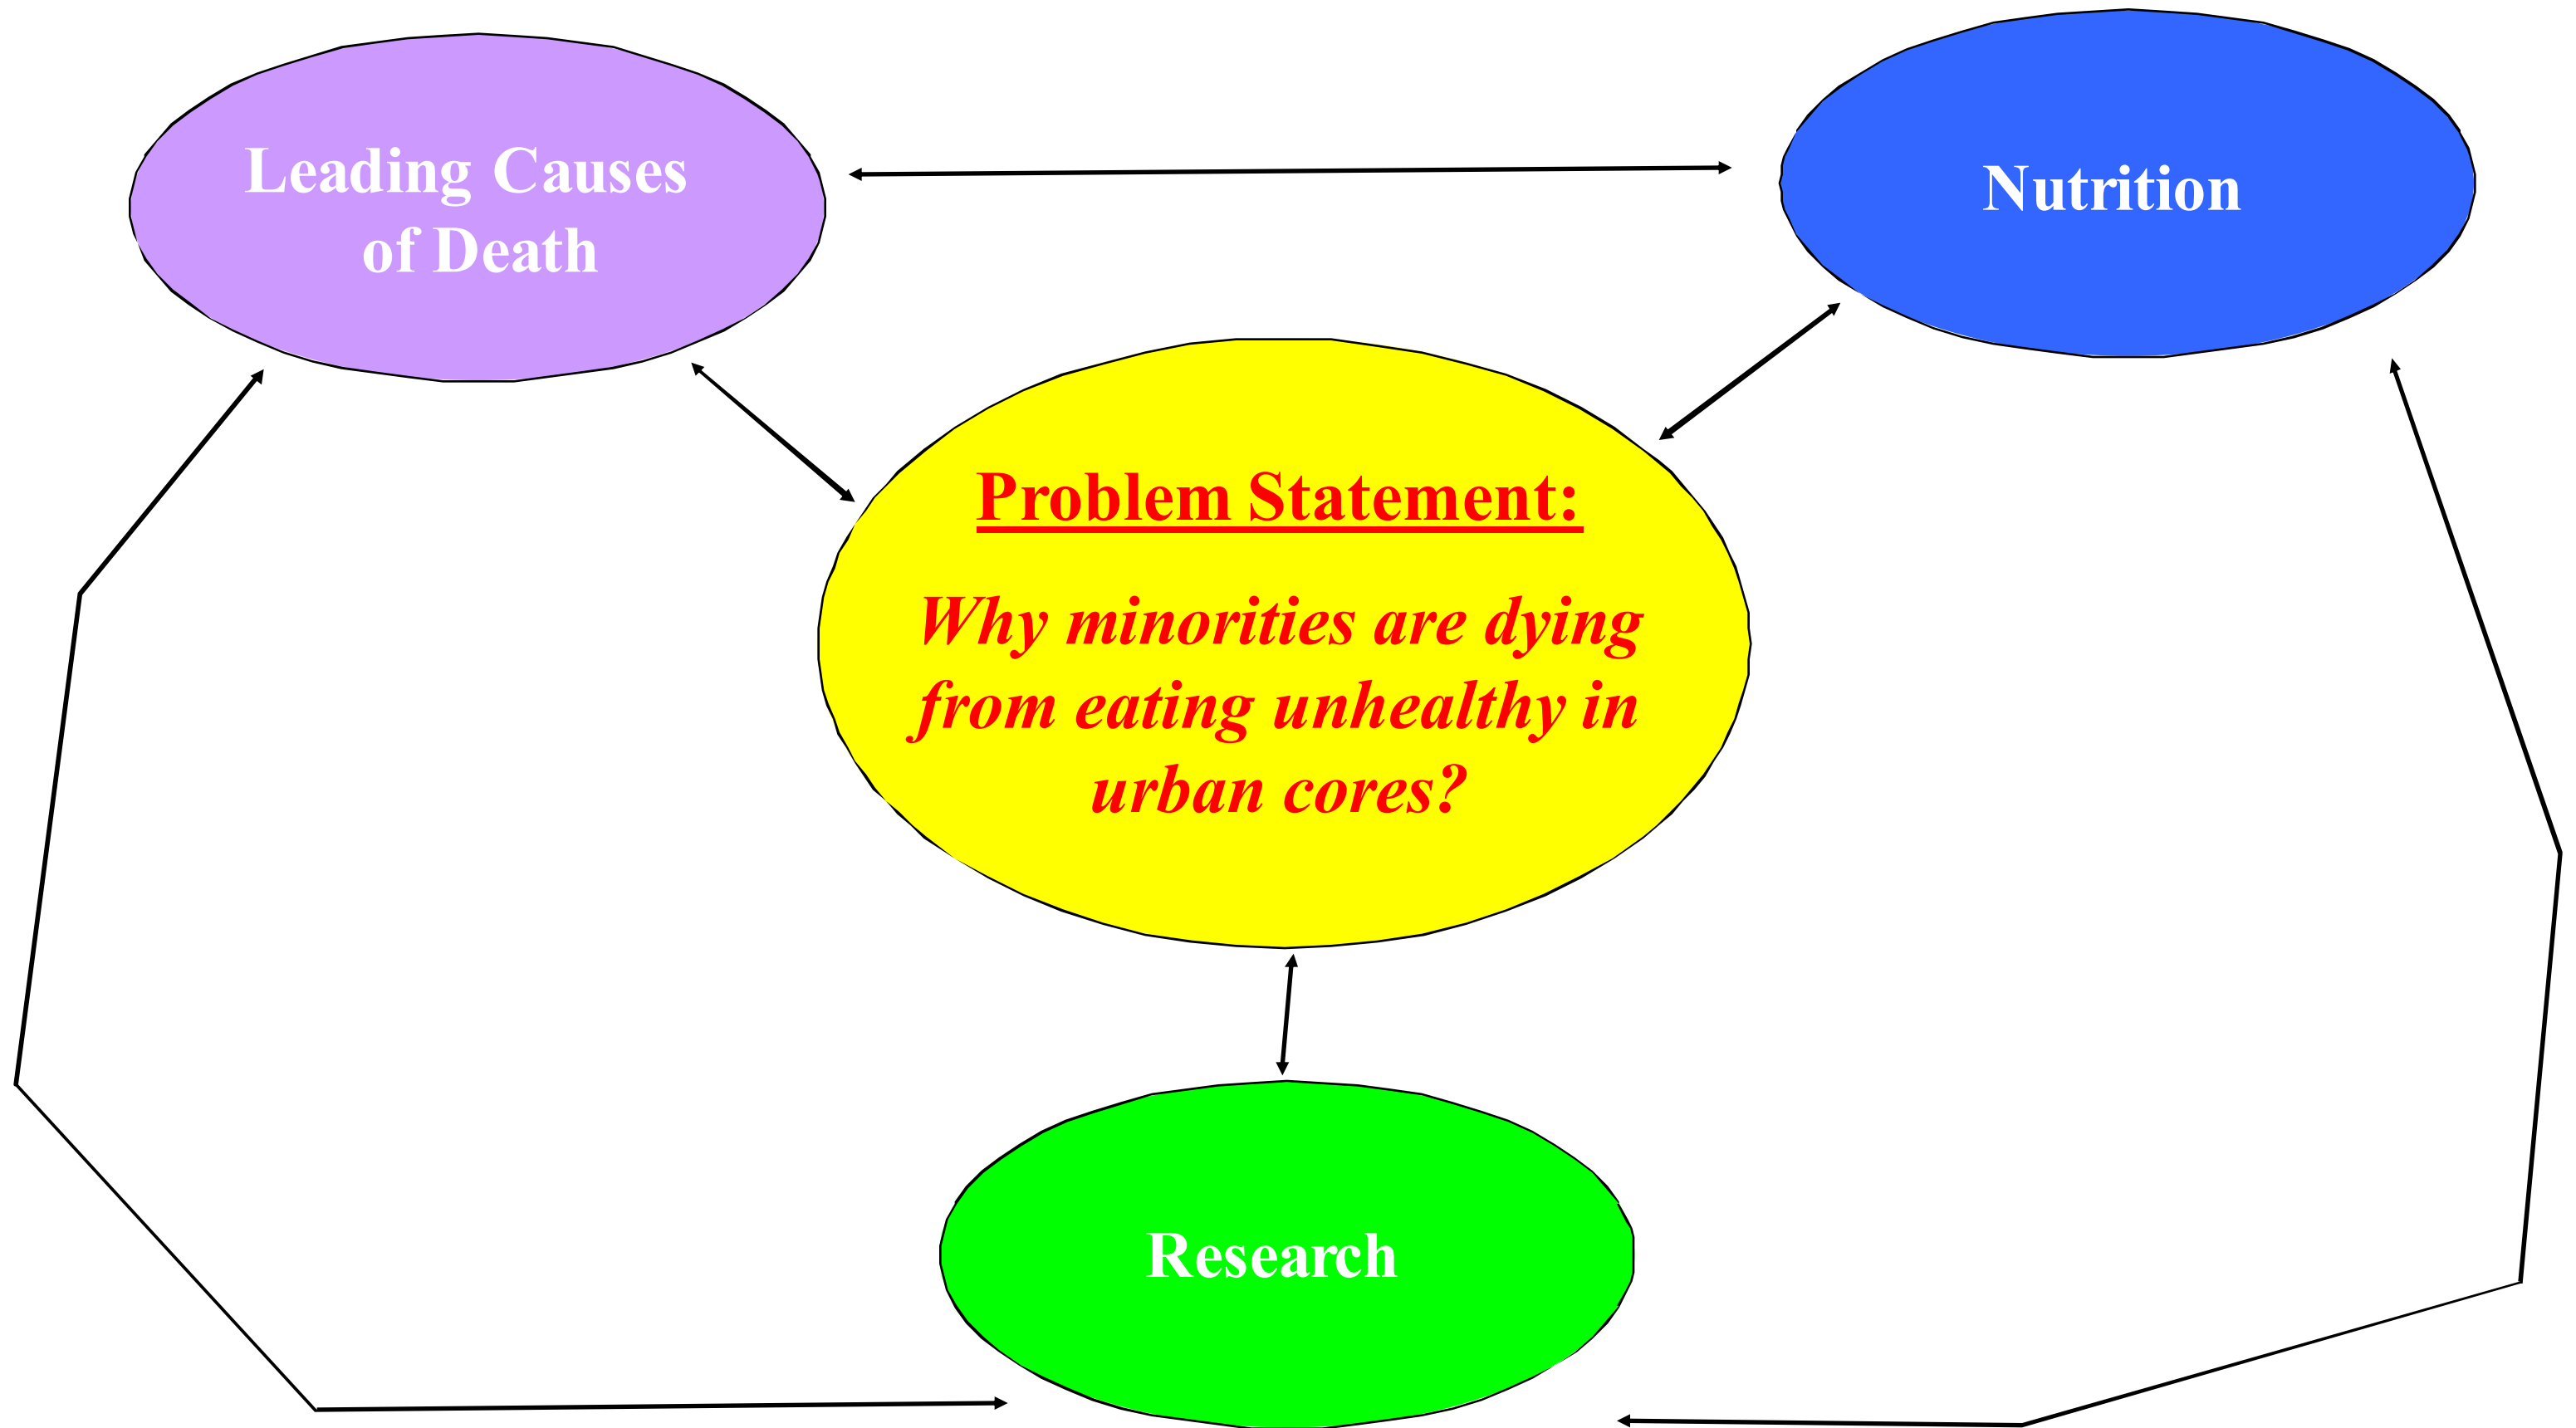 Leading Causes
of Death
Nutrition
Problem Statement:
Why minorities are dying
from eating unhealthy in
urban cores?
Research